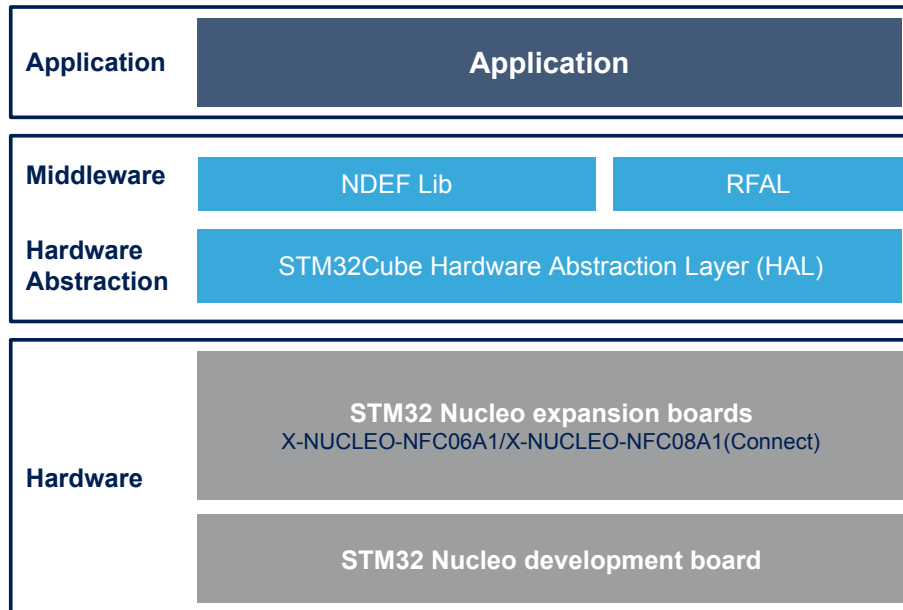 Application
Application
Middleware
NDEF Lib
RFAL
Hardware
Abstraction
STM32Cube Hardware Abstraction Layer (HAL)
Hardware
STM32 Nucleo expansion boards
X-NUCLEO-NFC06A1/X-NUCLEO-NFC08A1(Connect)
STM32 Nucleo development board